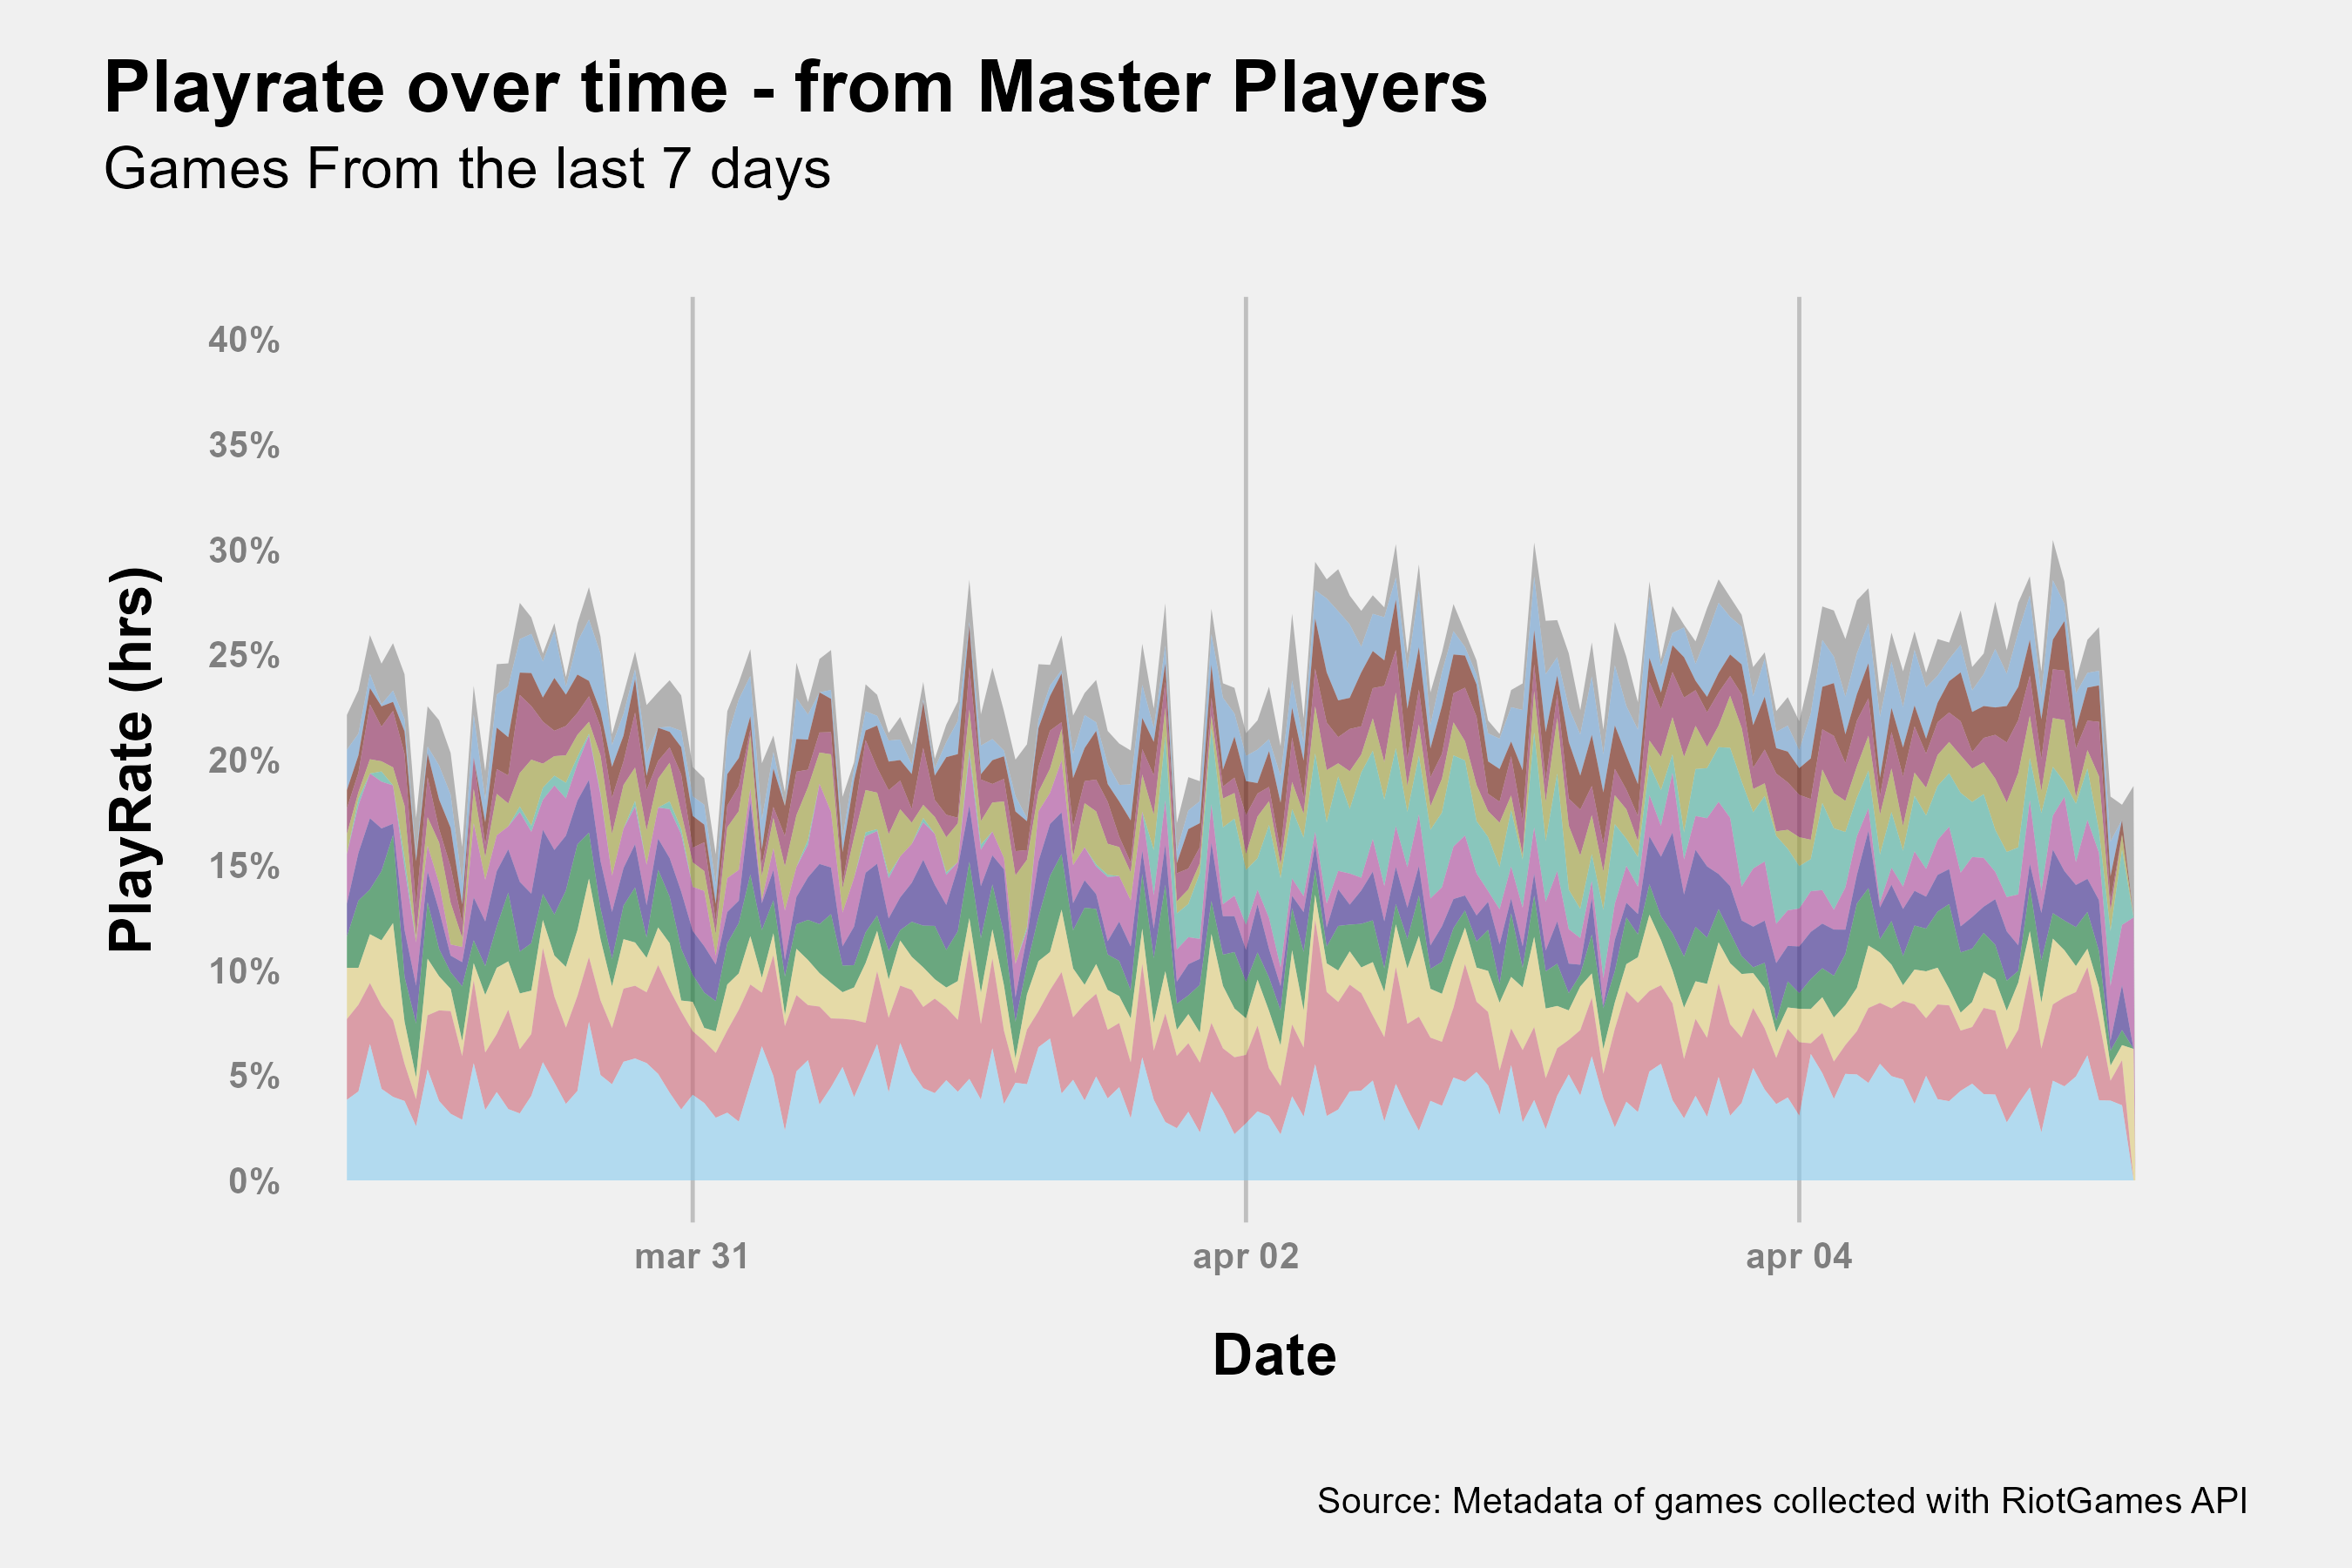 Playrate over time - from Master Players
Games From the last 7 days
40%
35%
30%
25%
20%
15%
10%
5%
0%
PlayRate (hrs)
mar 31
apr 02
apr 04
Date
Source: Metadata of games collected with RiotGames API